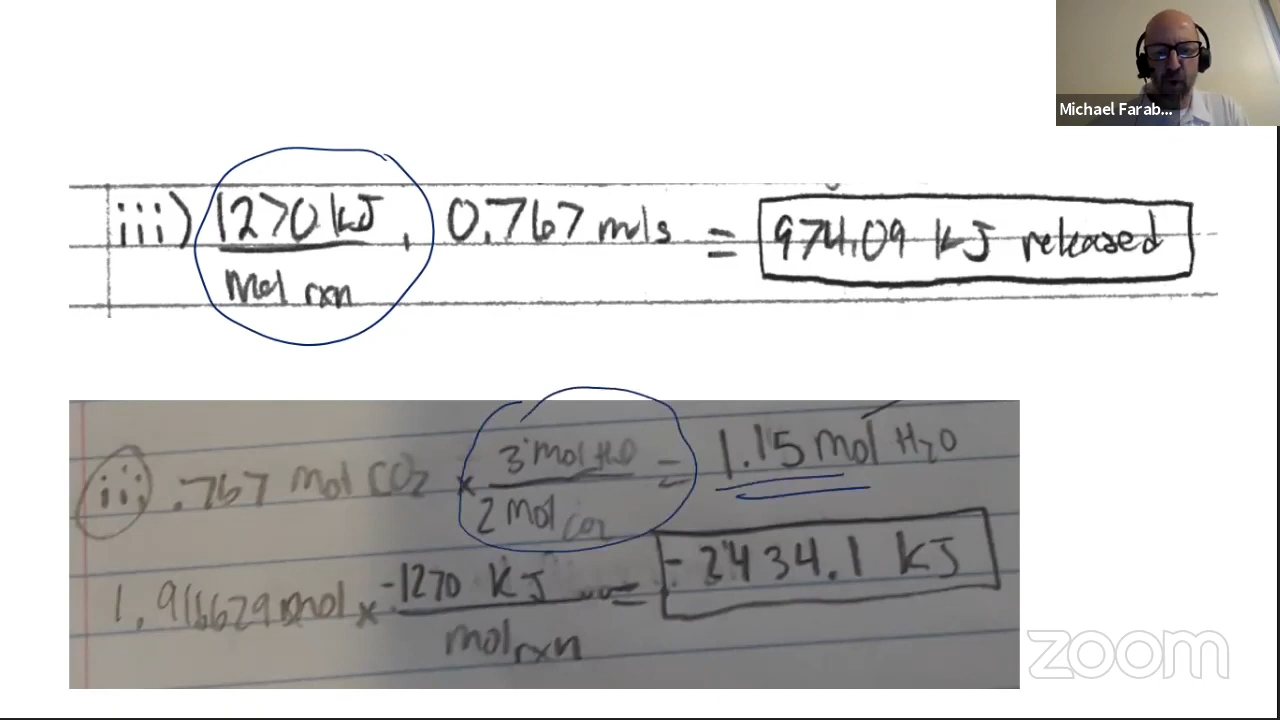 Michael Farab...
iii) 1270 kJ / mol rxn . 0.767 mols = 974.09 kJ released
ii) .767 mol CO2 × 3 mol H2O / 2 mol CO2 = 1.15 mol H2O
1.916629 mol × -1270 KJ / mol rxn = -2434.1 KJ
zoom